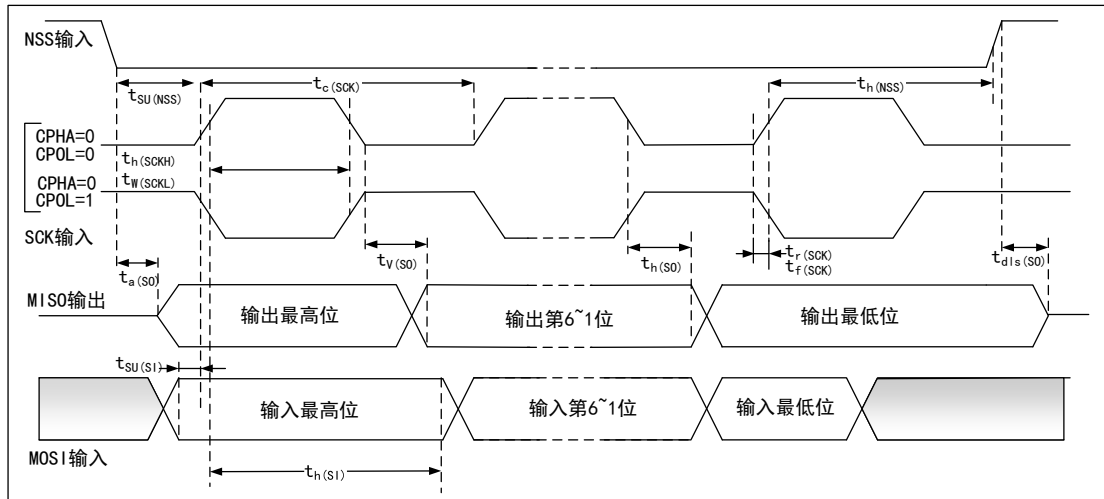 NSS输入
tSU(NSS)
tc(SCK)
th(NSS)
CPHA=0
CPOL=0
th(SCKH)
CPHA=0
CPOL=1
tW(SCKL)
SCK输入
ta(SO)
tV(SO)
th(SO)
tr(SCK)
tf(SCK)
tdls(SO)
MISO输出
输出最高位
输出第6~1位
输出最低位
tSU(SI)
输入最高位
输入第6~1位
输入最低位
MOSI输入
th(SI)